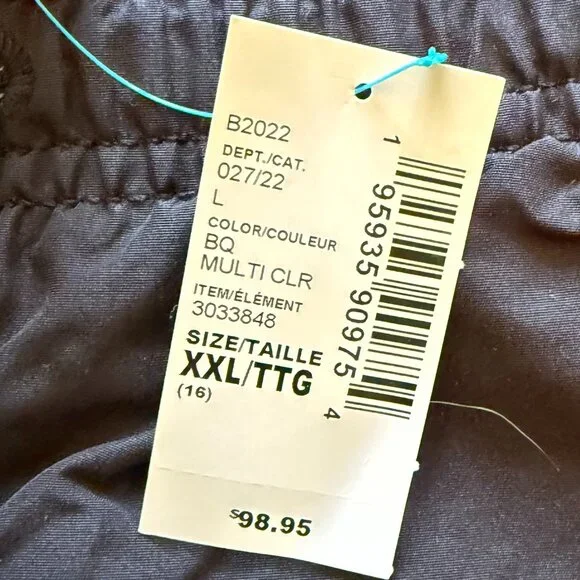 B2022
DEPT./CAT.
027/22
L
COLOR/COULEUR
BQ
MULTI CLR
ITEM/ÉLÉMENT
3033848
SIZE/TAILLE
XXL/TTG
(16)
$98.95
1 95935 90975 4